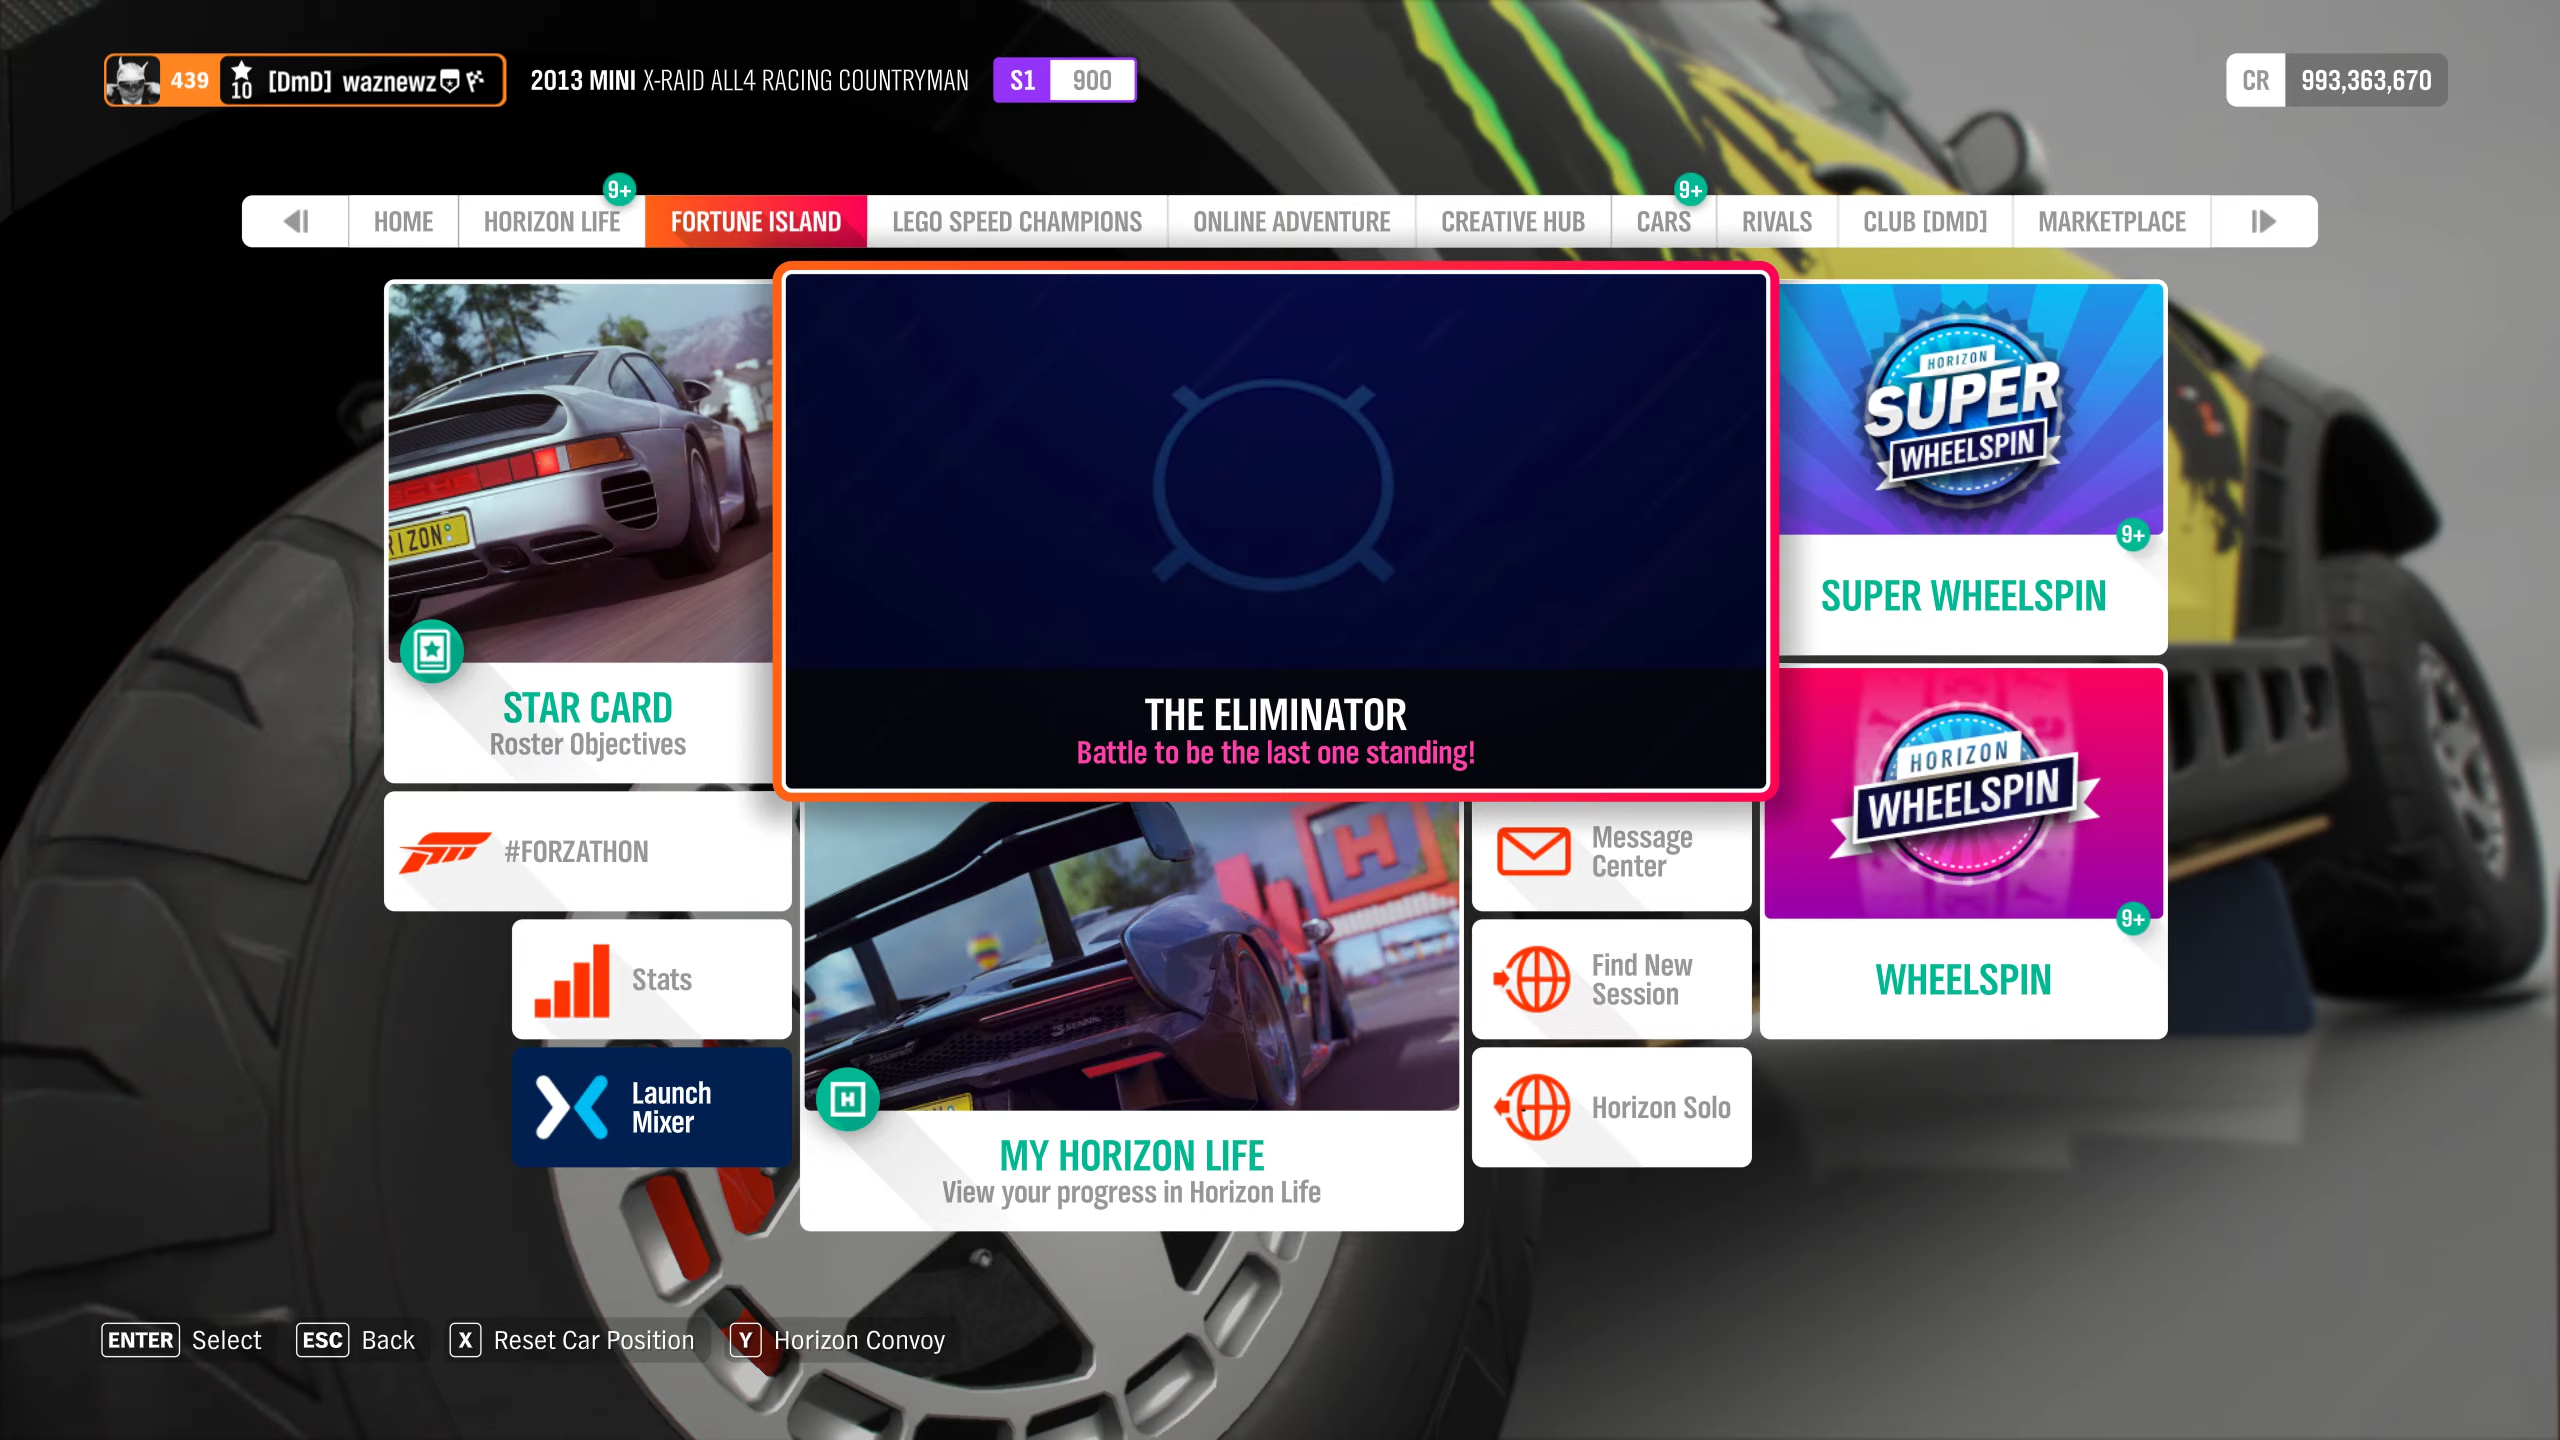 439 10 [DmD] waznewz
2013 MINI X-RAID ALL4 RACING COUNTRYMAN
S1 900
CR 993,363,670
9+
9+
HOME
HORIZON LIFE
FORTUNE ISLAND
LEGO SPEED CHAMPIONS
ONLINE ADVENTURE
CREATIVE HUB
CARS
RIVALS
CLUB [DMD]
MARKETPLACE
RIZON
STAR CARD
Roster Objectives
THE ELIMINATOR
Battle to be the last one standing!
HORIZON
SUPER
WHEELSPIN
9+
SUPER WHEELSPIN
#FORZATHON
Stats
Launch
Mixer
H
SENNA
H
MY HORIZON LIFE
View your progress in Horizon Life
Message
Center
Find New
Session
Horizon Solo
HORIZON
WHEELSPIN
9+
WHEELSPIN
ENTER Select
ESC Back
X Reset Car Position
Y Horizon Convoy